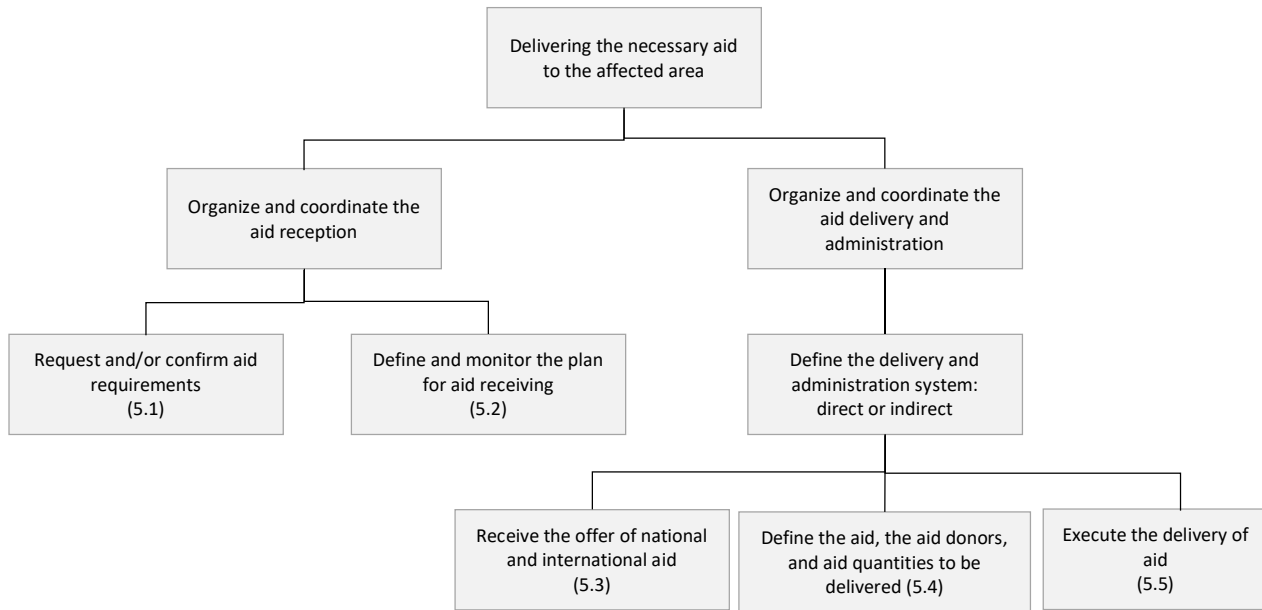 Delivering the necessary aid
to the affected area
Organize and coordinate the
aid reception
Organize and coordinate the
aid delivery and
administration
Request and/or confirm aid
requirements
(5.1)
Define and monitor the plan
for aid receiving
(5.2)
Define the delivery and
administration system:
direct or indirect
Receive the offer of national
and international aid
(5.3)
Define the aid, the aid donors,
and aid quantities to be
delivered (5.4)
Execute the delivery of
aid
(5.5)